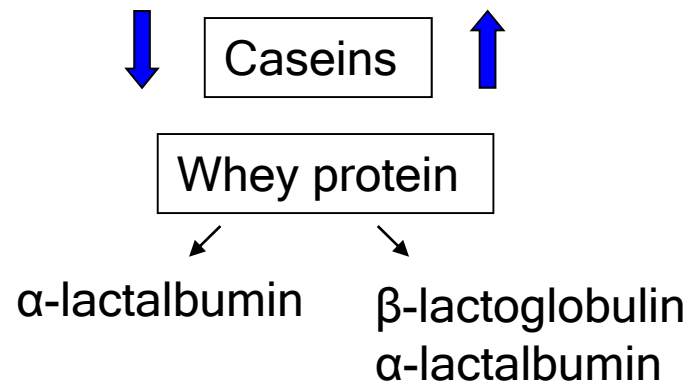 Caseins
Whey protein
α-lactalbumin
β-lactoglobulin
α-lactalbumin